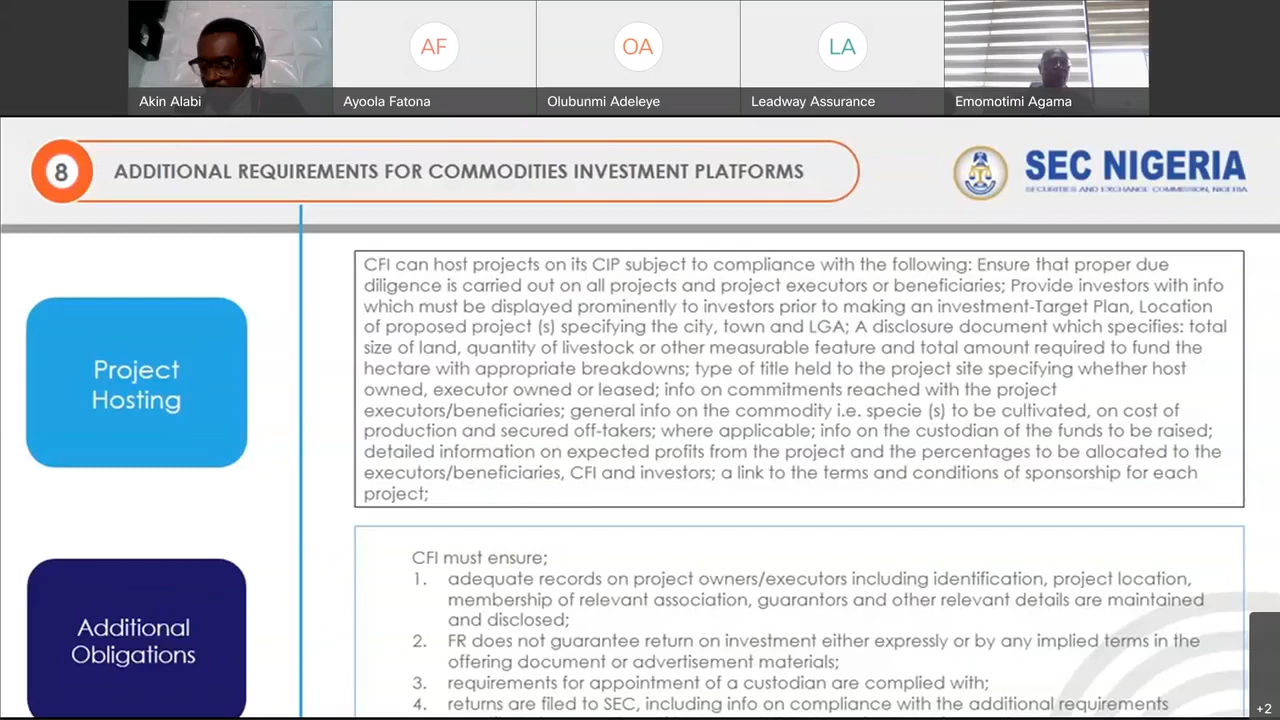 AF
OA
LA
Akin Alabi
Ayoola Fatona
Olubunmi Adeleye
Leadway Assurance
Emomotimi Agama
8
ADDITIONAL REQUIREMENTS FOR COMMODITIES INVESTMENT PLATFORMS
SEC NIGERIA
SECURITIES AND EXCHANGE COMMISSION, NIGERIA
Project
Hosting
CFI can host projects on its CIP subject to compliance with the following: Ensure that proper due
diligence is carried out on all projects and project executors or beneficiaries; Provide investors with info
which must be displayed prominently to investors prior to making an investment-Target Plan, Location
of proposed project (s) specifying the city, town and LGA; A disclosure document which specifies: total
size of land, quantity of livestock or other measurable feature and total amount required to fund the
hectare with appropriate breakdowns; type of title held to the project site specifying whether host
owned, executor owned or leased; info on commitments reached with the project
executors/beneficiaries; general info on the commodity i.e. specie (s) to be cultivated, on cost of
production and secured off-takers; where applicable; info on the custodian of the funds to be raised;
detailed information on expected profits from the project and the percentages to be allocated to the
executors/beneficiaries, CFI and investors; a link to the terms and conditions of sponsorship for each
project;
Additional
Obligations
CFI must ensure;
1. adequate records on project owners/executors including identification, project location,
membership of relevant association, guarantors and other relevant details are maintained
and disclosed;
2. FR does not guarantee return on investment either expressly or by any implied terms in the
offering document or advertisement materials;
3. requirements for appointment of a custodian are complied with;
4. returns are filed to SEC, including info on compliance with the additional requirements
+2